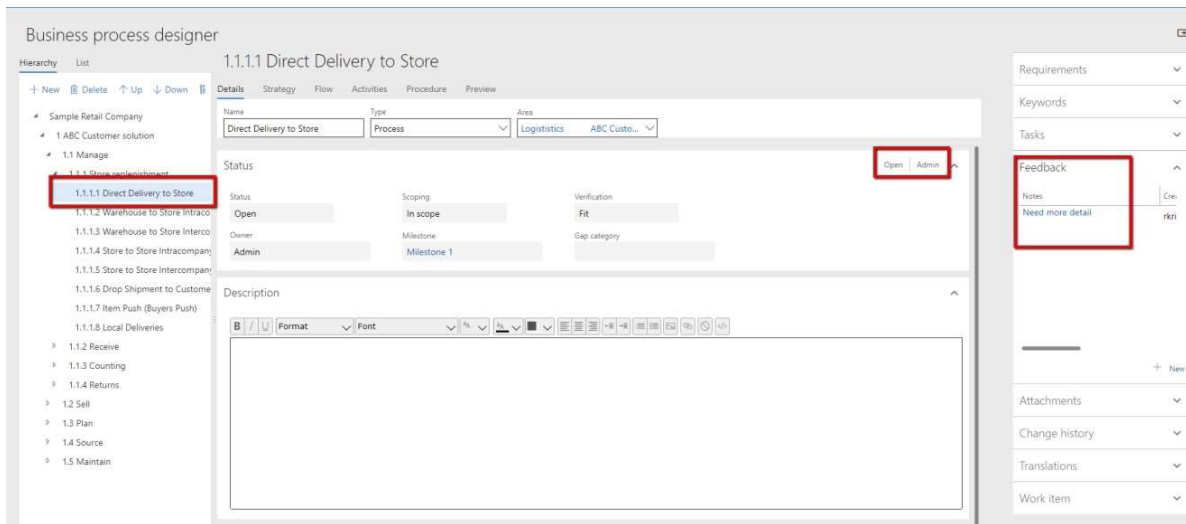 Business process designer
Hierarchy List
New Delete Up Down
Sample Retail Company
1 ABC Customer solution
1.1 Manage
1.1.1 Store replenishment
1.1.1.1 Direct Delivery to Store
1.1.1.2 Warehouse to Store Intraco
1.1.1.3 Warehouse to Store Interco
1.1.1.4 Store to Store Intracompany
1.1.1.5 Store to Store Intercompany
1.1.1.6 Drop Shipment to Custome
1.1.1.7 Item Push (Buyers Push)
1.1.1.8 Local Deliveries
1.1.2 Receive
1.1.3 Counting
1.1.4 Returns
1.2 Sell
1.3 Plan
1.4 Source
1.5 Maintain
1.1.1.1 Direct Delivery to Store
Details Strategy Flow Activities Procedure Preview
Name Type Area
Direct Delivery to Store Process Logististics ABC Custo...
Status Open Admin
Status Scoping Verification
Open In scope Fit
Owner Milestone Gap category
Admin Milestone 1
Description
B I U Format Font
Requirements
Keywords
Tasks
Feedback
Notes Cre
Need more detail rkri
+ New
Attachments
Change history
Translations
Work item